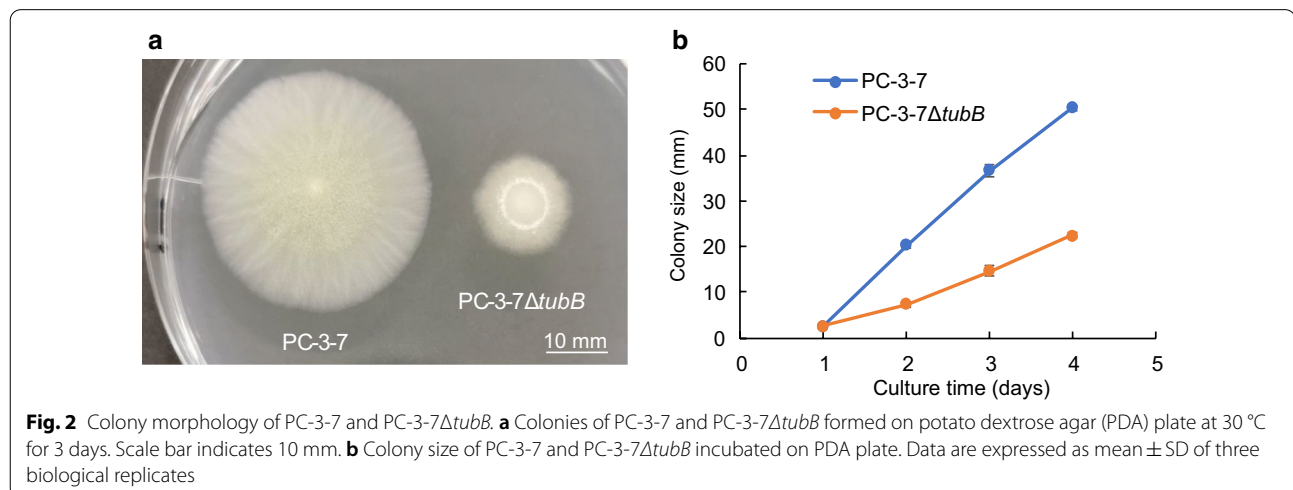 a
PC-3-7
PC-3-7ΔtubB
10 mm
b
60
50
40
30
20
10
0
Colony size (mm)
PC-3-7
PC-3-7ΔtubB
0 1 2 3 4 5
Culture time (days)
Fig. 2 Colony morphology of PC-3-7 and PC-3-7ΔtubB. a Colonies of PC-3-7 and PC-3-7ΔtubB formed on potato dextrose agar (PDA) plate at 30 °C
for 3 days. Scale bar indicates 10 mm. b Colony size of PC-3-7 and PC-3-7ΔtubB incubated on PDA plate. Data are expressed as mean ± SD of three
biological replicates